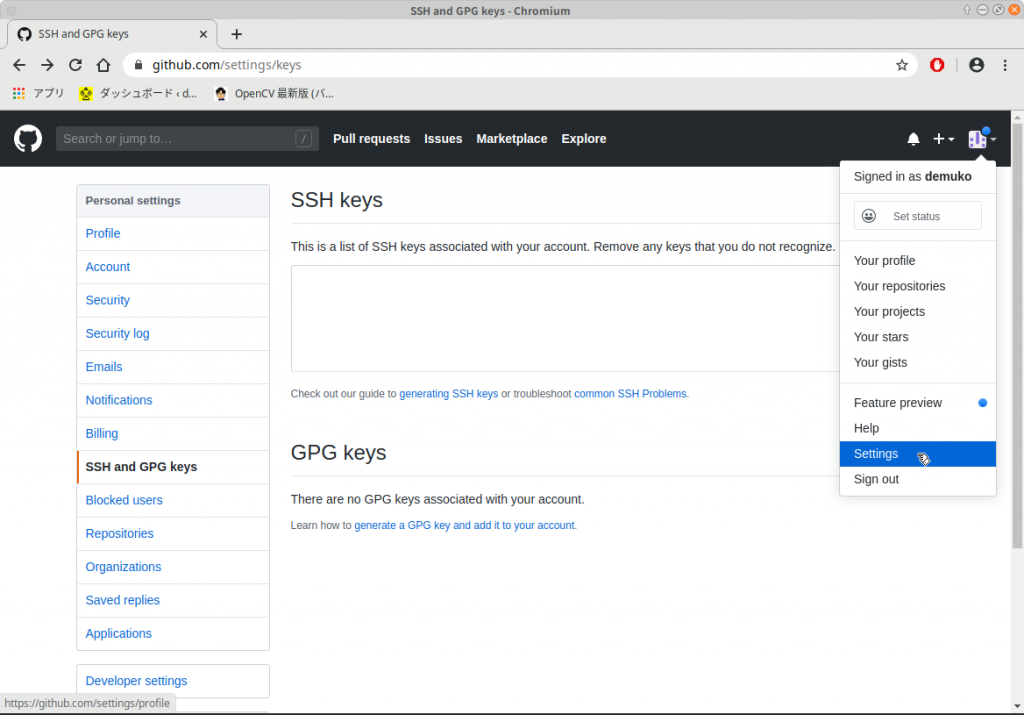 SSH and GPG keys - Chromium
SSH and GPG keys
github.com/settings/keys
アプリ
ダッシュボード ‹ d...
OpenCV 最新版 (バ...
Search or jump to…
/
Pull requests
Issues
Marketplace
Explore
Signed in as demuko
Set status
Your profile
Your repositories
Your projects
Your stars
Your gists
Feature preview
Help
Settings
Sign out
Personal settings
Profile
Account
Security
Security log
Emails
Notifications
Billing
SSH and GPG keys
Blocked users
Repositories
Organizations
Saved replies
Applications
Developer settings
SSH keys
This is a list of SSH keys associated with your account. Remove any keys that you do not recognize.
Check out our guide to generating SSH keys or troubleshoot common SSH Problems.
GPG keys
There are no GPG keys associated with your account.
Learn how to generate a GPG key and add it to your account.
https://github.com/settings/profile